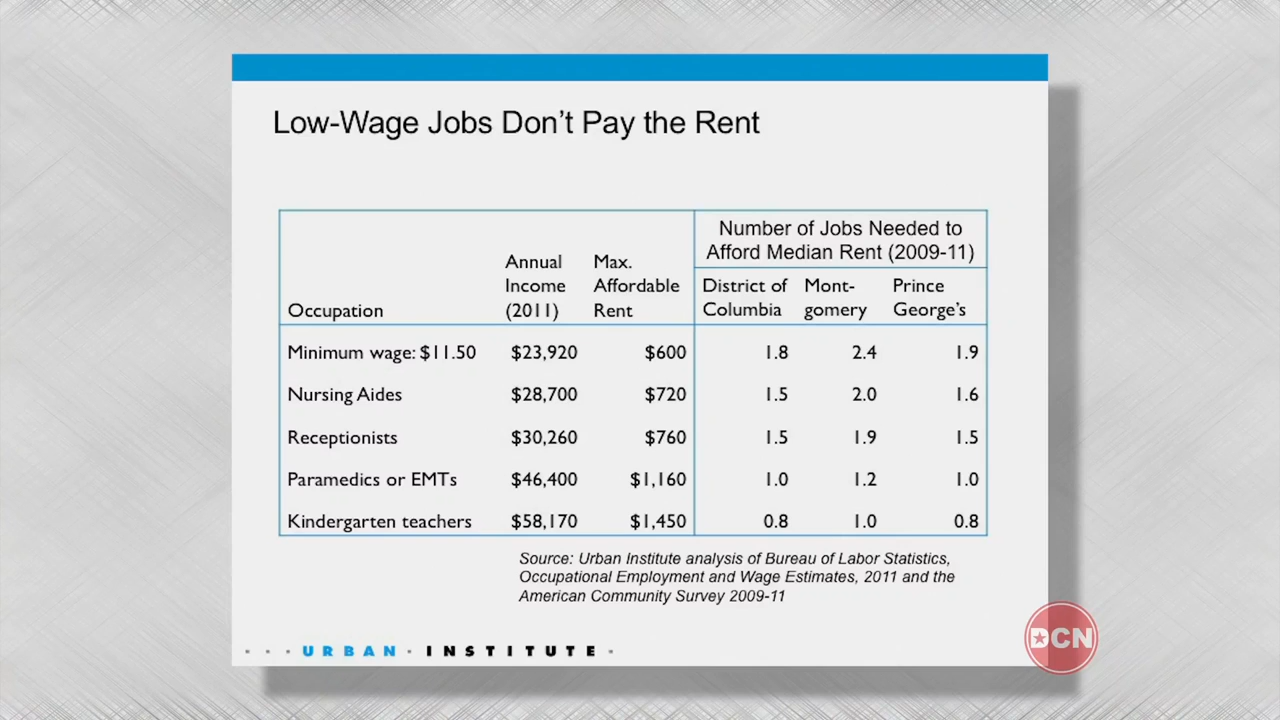 Low-Wage Jobs Don't Pay the Rent
Number of Jobs Needed to
Afford Median Rent (2009-11)
Occupation
Annual
Income
(2011)
Max.
Affordable
Rent
District of
Columbia
Mont-
gomery
Prince
George's
Minimum wage: $11.50 $23,920 $600 1.8 2.4 1.9
Nursing Aides $28,700 $720 1.5 2.0 1.6
Receptionists $30,260 $760 1.5 1.9 1.5
Paramedics or EMTs $46,400 $1,160 1.0 1.2 1.0
Kindergarten teachers $58,170 $1,450 0.8 1.0 0.8
Source: Urban Institute analysis of Bureau of Labor Statistics,
Occupational Employment and Wage Estimates, 2011 and the
American Community Survey 2009-11
URBAN · INSTITUTE
DCN